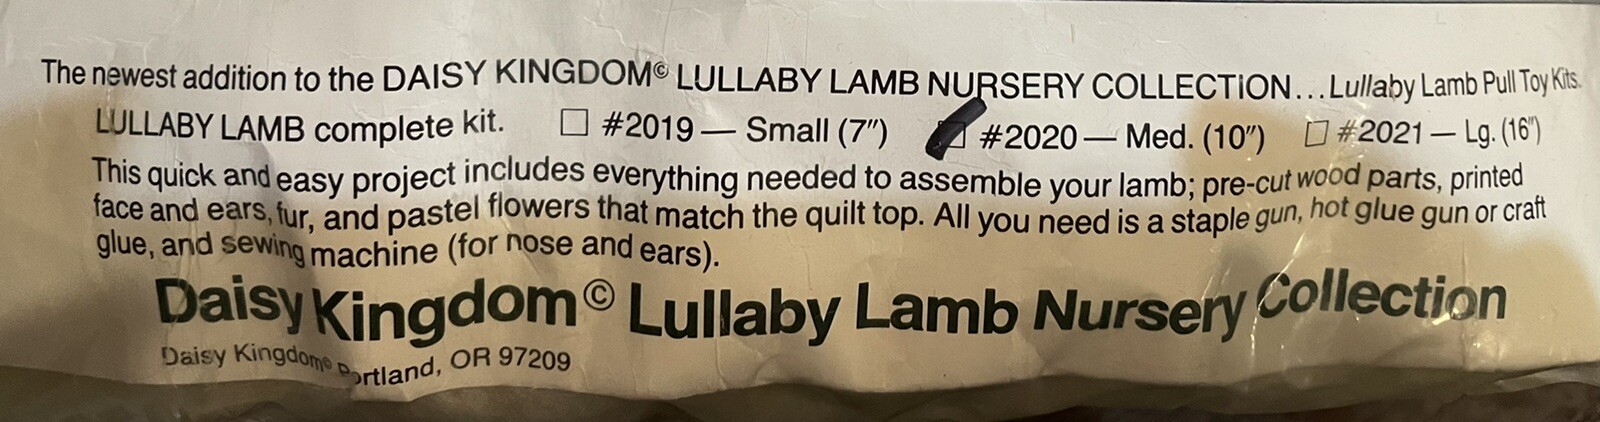 The newest addition to the DAISY KINGDOM© LULLABY LAMB NURSERY COLLECTION...Lullaby Lamb Pull Toy Kits.
LULLABY LAMB complete kit. ☐ #2019 — Small (7") ☐ #2020 — Med. (10") ☐ #2021 — Lg. (16")
This quick and easy project includes everything needed to assemble your lamb; pre-cut wood parts, printed
face and ears, fur, and pastel flowers that match the quilt top. All you need is a staple gun, hot glue gun or craft
glue, and sewing machine (for nose and ears).
Daisy Kingdom© Lullaby Lamb Nursery Collection
Daisy Kingdom© Portland, OR 97209